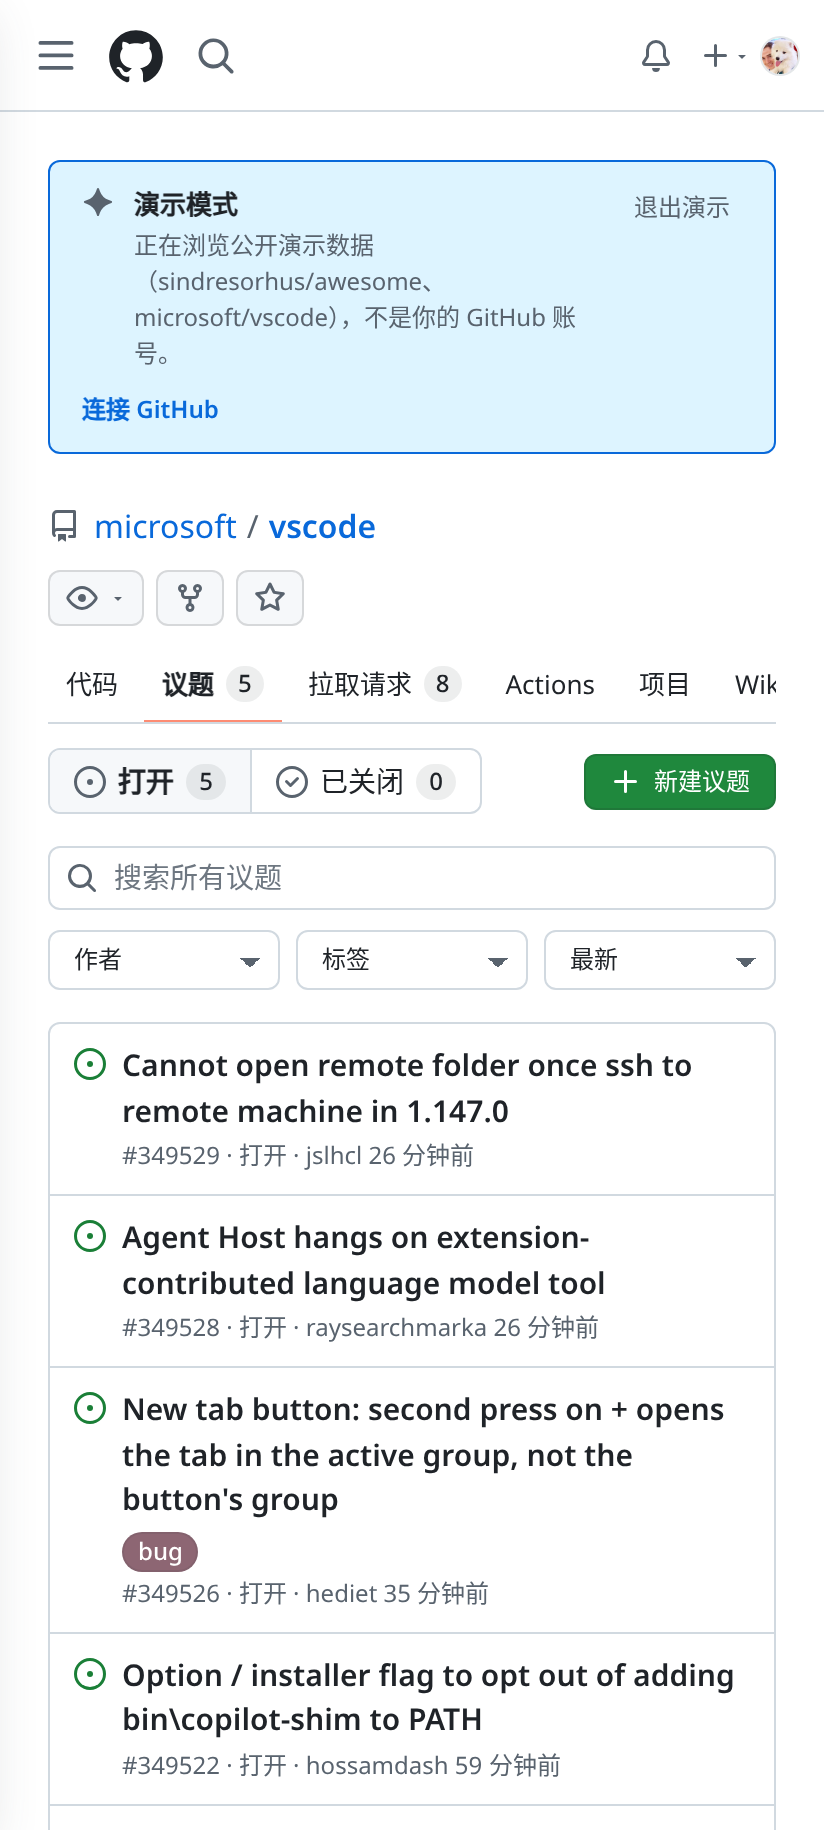 演示模式
退出演示
正在浏览公开演示数据
（sindresorhus/awesome、
microsoft/vscode），不是你的 GitHub 账
号。
连接 GitHub
microsoft / vscode
代码 议题 5 拉取请求 8 Actions 项目 Wik
打开 5 已关闭 0 新建议题
搜索所有议题
作者 标签 最新
Cannot open remote folder once ssh to
remote machine in 1.147.0
#349529 · 打开 · jslhcl 26 分钟前
Agent Host hangs on extension-
contributed language model tool
#349528 · 打开 · raysearchmarka 26 分钟前
New tab button: second press on + opens
the tab in the active group, not the
button's group
bug
#349526 · 打开 · hediet 35 分钟前
Option / installer flag to opt out of adding
bin\copilot-shim to PATH
#349522 · 打开 · hossamdash 59 分钟前